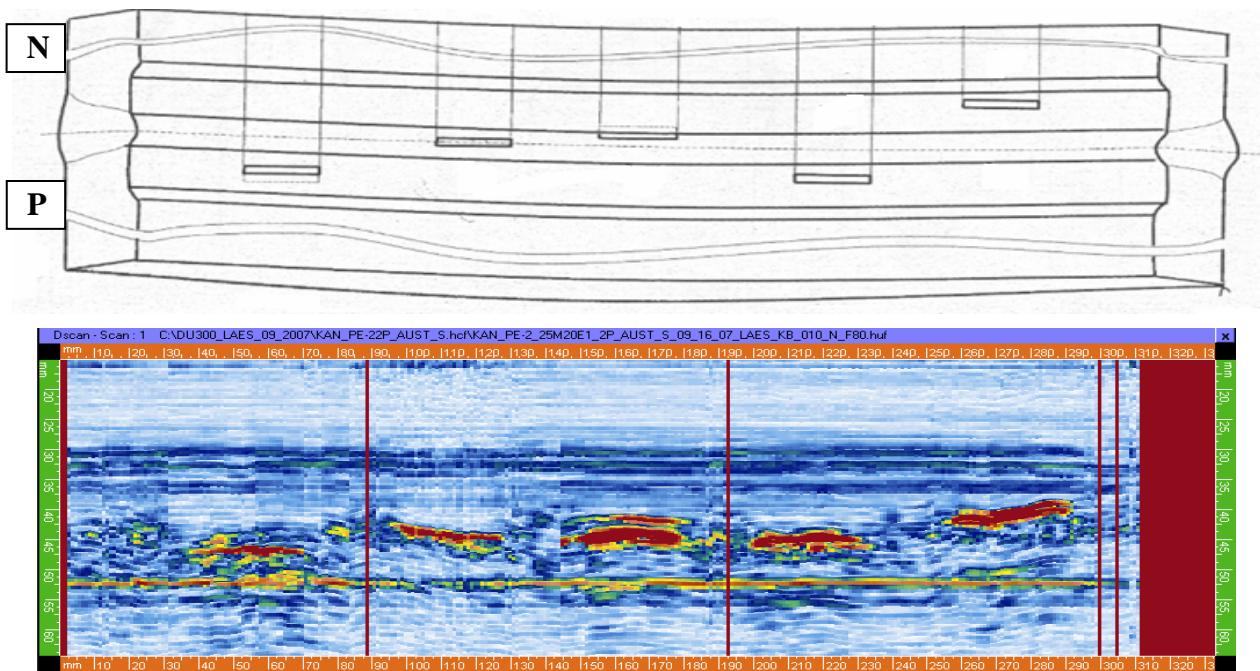 N
P
Dscan - Scan : 1 C:\DU300_LAES_09_2007\KAN_PE-22P_AUST_S.hcf\KAN_PE-2_25M20E1_2P_AUST_S_09_16_07_LAES_KB_010_N_F80.huf x
mm 10 20 30 40 50 60 70 80 90 100 110 120 130 140 150 160 170 180 190 200 210 220 230 240 250 260 270 280 290 300 310 320 3
mm
20
25
30
35
40
45
50
55
60
mm
20
25
30
35
40
45
50
55
60
mm 10 20 30 40 50 60 70 80 90 100 110 120 130 140 150 160 170 180 190 200 210 220 230 240 250 260 270 280 290 300 310 320 3